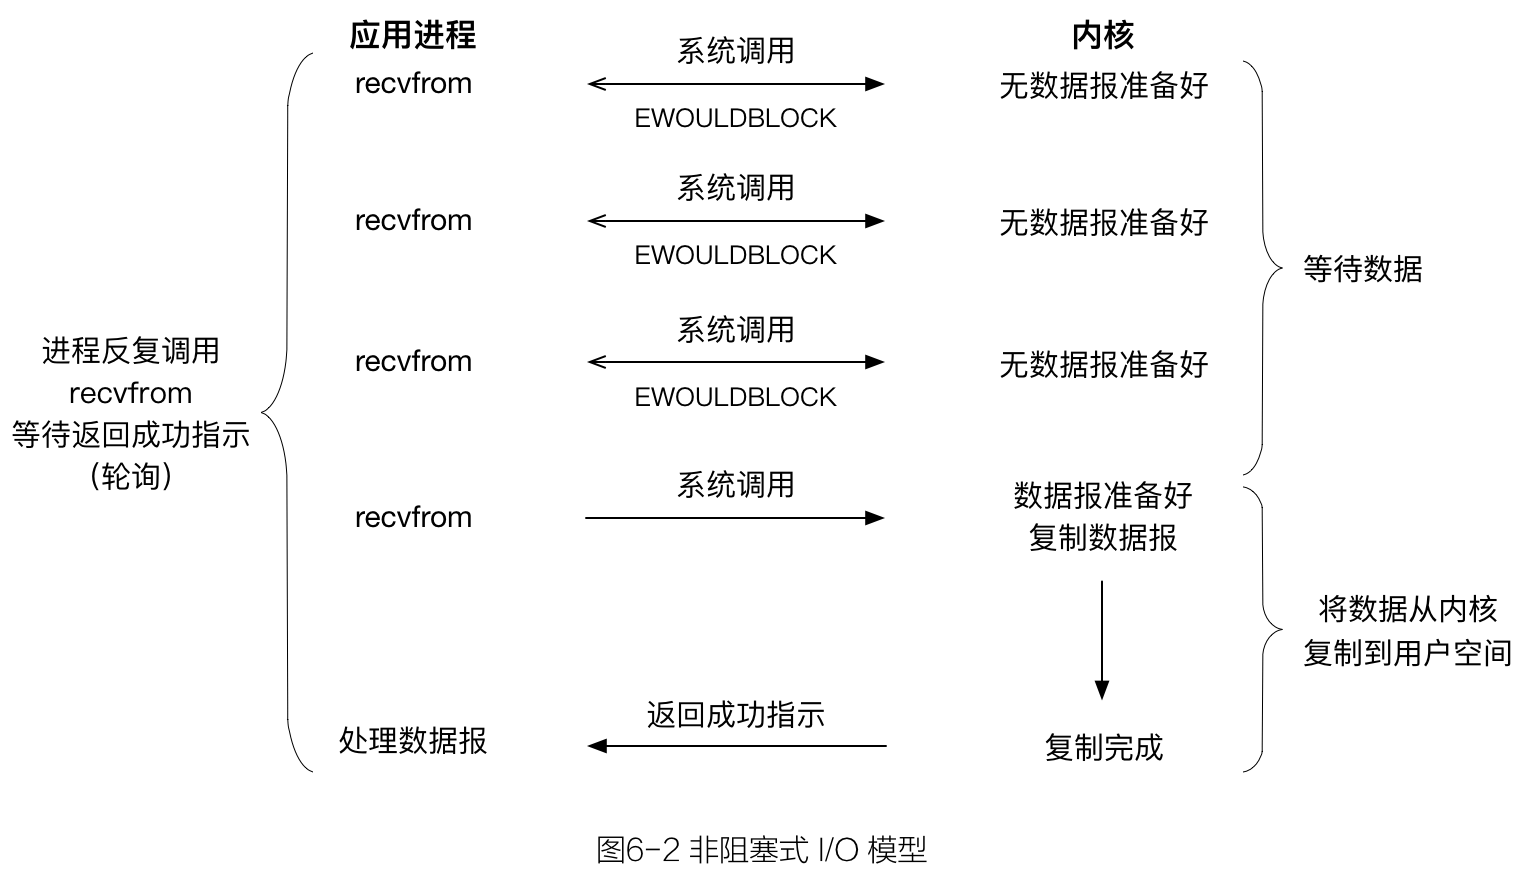 应用进程
内核
系统调用
recvfrom
无数据报准备好
EWOULDBLOCK
系统调用
recvfrom
无数据报准备好
EWOULDBLOCK
等待数据
系统调用
recvfrom
无数据报准备好
EWOULDBLOCK
进程反复调用
recvfrom
等待返回成功指示
(轮询)
系统调用
recvfrom
数据报准备好
复制数据报
将数据从内核
复制到用户空间
返回成功指示
处理数据报
复制完成
图6-2 非阻塞式 I/O 模型